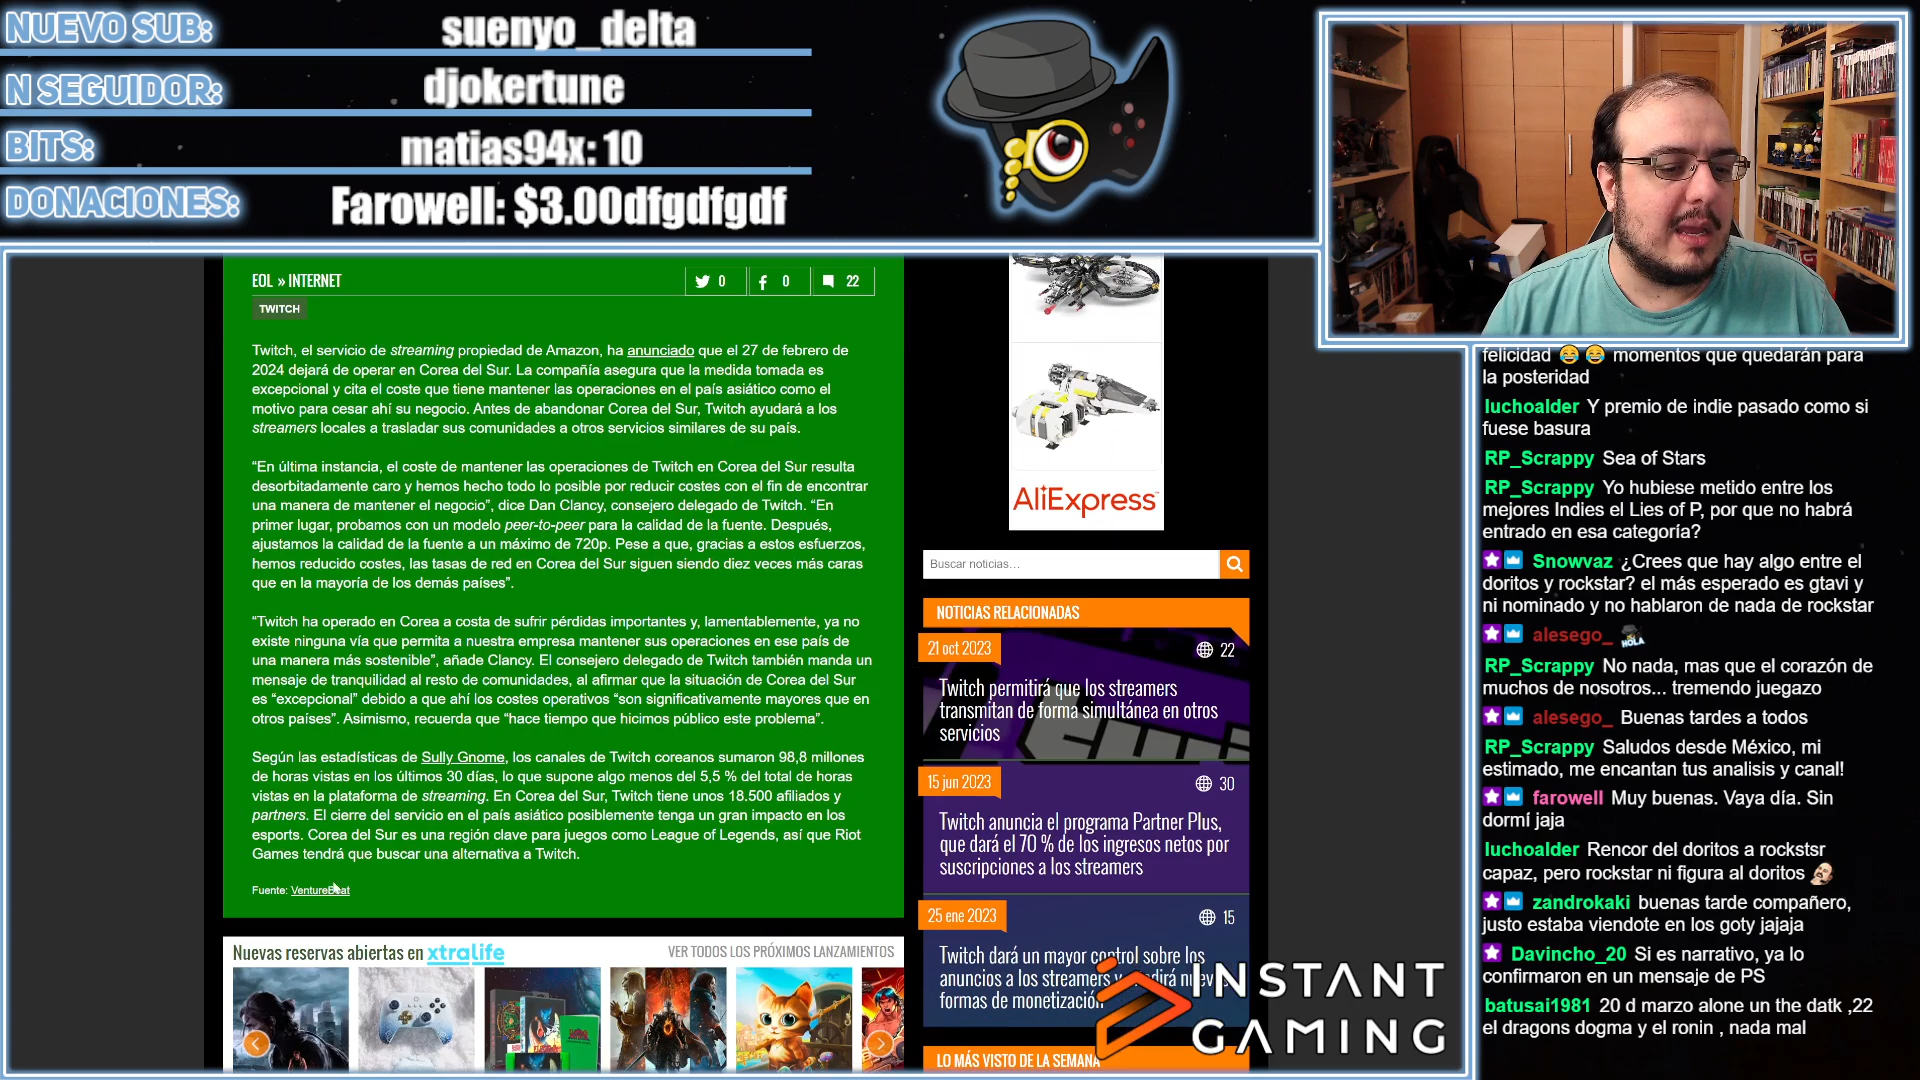 NUEVO SUB:
suenyo_delta
N SEGUIDOR:
djokertune
BITS:
matias94x: 10
DONACIONES:
Farowell: $3.00dfgdfgdf
EOL » INTERNET
0
0
22
TWITCH
Twitch, el servicio de streaming propiedad de Amazon, ha anunciado que el 27 de febrero de
2024 dejará de operar en Corea del Sur. La compañía asegura que la medida tomada es
excepcional y cita el coste que tiene mantener las operaciones en el país asiático como el
motivo para cesar ahí su negocio. Antes de abandonar Corea del Sur, Twitch ayudará a los
streamers locales a trasladar sus comunidades a otros servicios similares de su país.
“En última instancia, el coste de mantener las operaciones de Twitch en Corea del Sur resulta
desorbitadamente caro y hemos hecho todo lo posible por reducir costes con el fin de encontrar
una manera de mantener el negocio”, dice Dan Clancy, consejero delegado de Twitch. “En
primer lugar, probamos con un modelo peer-to-peer para la calidad de la fuente. Después,
ajustamos la calidad de la fuente a un máximo de 720p. Pese a que, gracias a estos esfuerzos,
hemos reducido costes, las tasas de red en Corea del Sur siguen siendo diez veces más caras
que en la mayoría de los demás países”.
“Twitch ha operado en Corea a costa de sufrir pérdidas importantes y, lamentablemente, ya no
existe ninguna vía que permita a nuestra empresa mantener sus operaciones en ese país de
una manera más sostenible”, añade Clancy. El consejero delegado de Twitch también manda un
mensaje de tranquilidad al resto de comunidades, al afirmar que la situación de Corea del Sur
es “excepcional” debido a que ahí los costes operativos “son significativamente mayores que en
otros países”. Asimismo, recuerda que “hace tiempo que hicimos público este problema”.
Según las estadísticas de Sully Gnome, los canales de Twitch coreanos sumaron 98,8 millones
de horas vistas en los últimos 30 días, lo que supone algo menos del 5,5 % del total de horas
vistas en la plataforma de streaming. En Corea del Sur, Twitch tiene unos 18.500 afiliados y
partners. El cierre del servicio en el país asiático posiblemente tenga un gran impacto en los
esports. Corea del Sur es una región clave para juegos como League of Legends, así que Riot
Games tendrá que buscar una alternativa a Twitch.
Fuente: VentureBeat
Nuevas reservas abiertas en xtralife
VER TODOS LOS PRÓXIMOS LANZAMIENTOS
AliExpress
Buscar noticias...
NOTICIAS RELACIONADAS
21 oct 2023
22
Twitch permitirá que los streamers
transmitan de forma simultánea en otros
servicios
15 jun 2023
30
Twitch anuncia el programa Partner Plus,
que dará el 70 % de los ingresos netos por
suscripciones a los streamers
25 ene 2023
15
Twitch dará un mayor control sobre los
anuncios a los streamers y
formas de monetización
LO MÁS VISTO DE LA SEMANA
INSTANT
GAMING
felicidad 😂 😂 momentos que quedarán para
la posteridad
luchoalder Y premio de indie pasado como si
fuese basura
RP_Scrappy Sea of Stars
RP_Scrappy Yo hubiese metido entre los
mejores Indies el Lies of P, por que no habrá
entrado en esa categoría?
Snowvaz ¿Crees que hay algo entre el
doritos y rockstar? el más esperado es gtavi y
ni nominado y no hablaron de nada de rockstar
alesego_ HOLA
RP_Scrappy No nada, mas que el corazón de
muchos de nosotros... tremendo juegazo
alesego_ Buenas tardes a todos
RP_Scrappy Saludos desde México, mi
estimado, me encantan tus analisis y canal!
farowell Muy buenas. Vaya día. Sin
dormí jaja
luchoalder Rencor del doritos a rockstsr
capaz, pero rockstar ni figura al doritos
zandrokaki buenas tarde compañero,
justo estaba viendote en los goty jajaja
Davincho_20 Si es narrativo, ya lo
confirmaron en un mensaje de PS
batusai1981 20 d marzo alone un the datk ,22
el dragons dogma y el ronin , nada mal